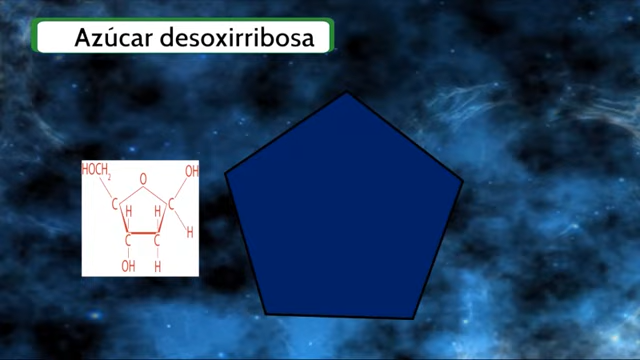 Azúcar desoxirribosa
HOCH2 OH
O
C C
H H
H
C C
OH H